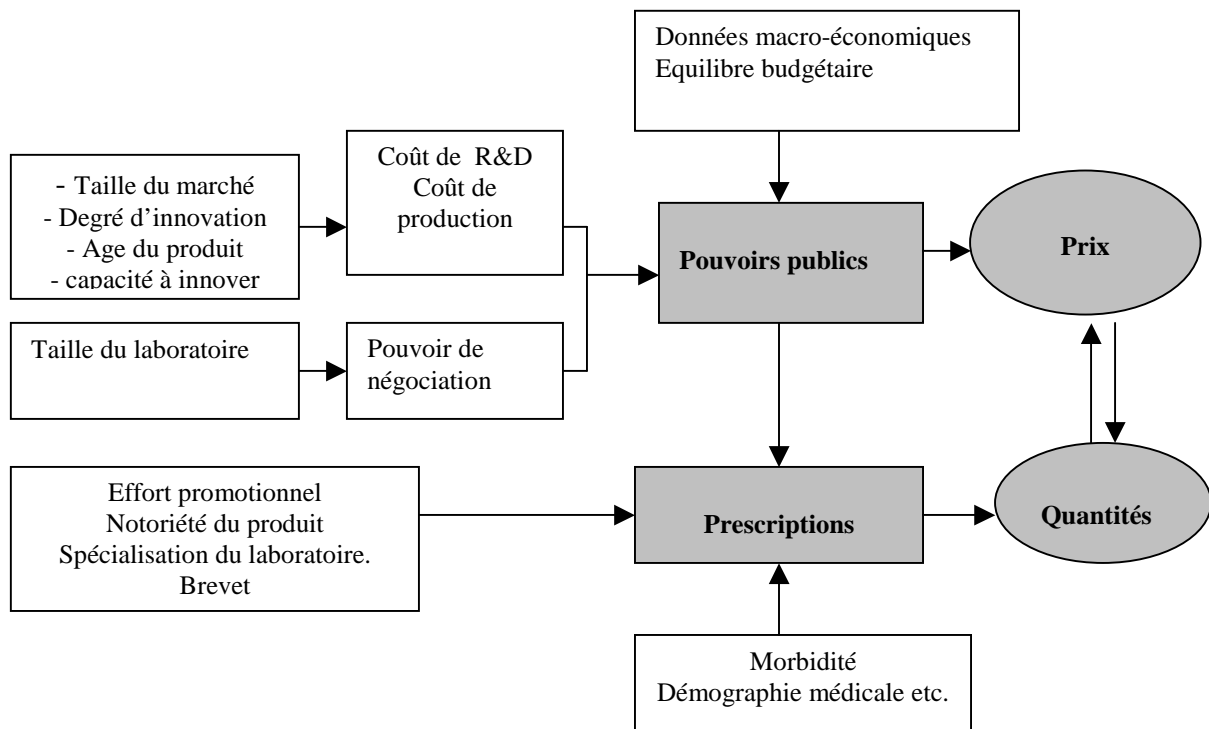 Données macro-économiques
Equilibre budgétaire
- Taille du marché
- Degré d'innovation
- Age du produit
- capacité à innover
Coût de R&D
Coût de
production
Pouvoirs publics
Prix
Taille du laboratoire
Pouvoir de
négociation
Effort promotionnel
Notoriété du produit
Spécialisation du laboratoire.
Brevet
Prescriptions
Quantités
Morbidité
Démographie médicale etc.